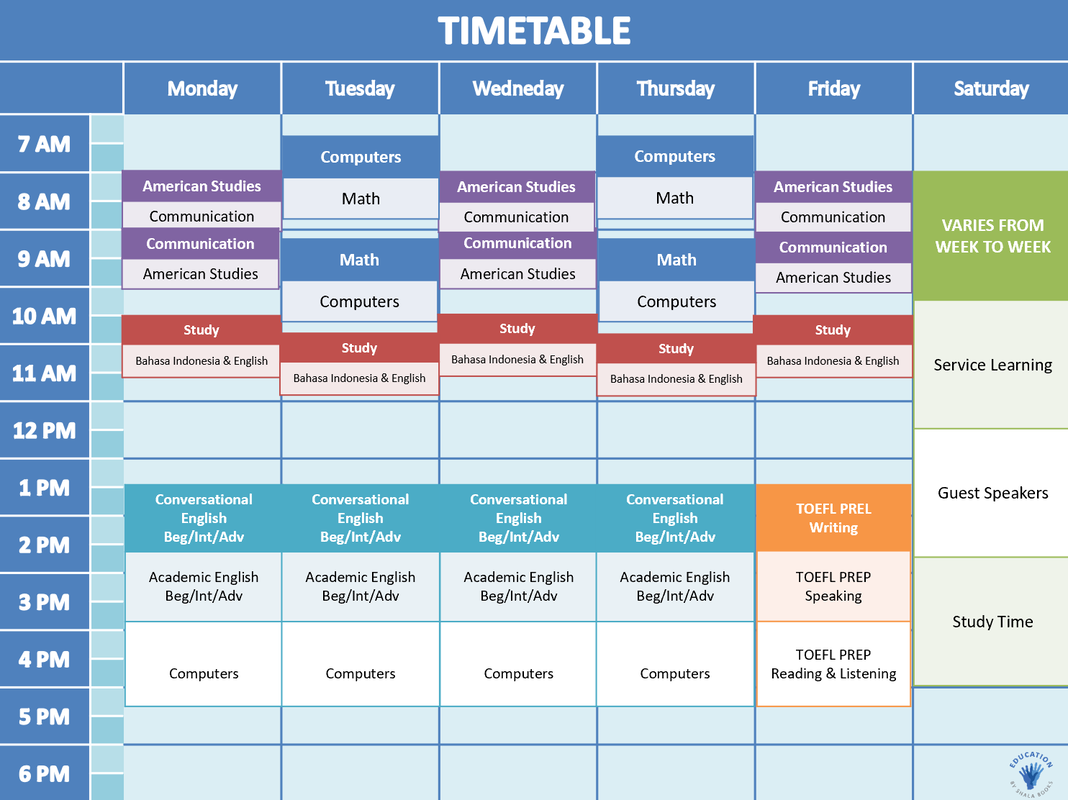 TIMETABLE
Monday
Tuesday
Wednesday
Thursday
Friday
Saturday
7 AM
8 AM
9 AM
10 AM
11 AM
12 PM
1 PM
2 PM
3 PM
4 PM
5 PM
6 PM
American Studies
Communication
Communication
American Studies
Study
Bahasa Indonesia & English
Conversational
English
Beg/Int/Adv
Academic English
Beg/Int/Adv
Computers
Computers
Math
Math
Computers
Study
Bahasa Indonesia & English
Conversational
English
Beg/Int/Adv
Academic English
Beg/Int/Adv
Computers
American Studies
Communication
Communication
American Studies
Study
Bahasa Indonesia & English
Conversational
English
Beg/Int/Adv
Academic English
Beg/Int/Adv
Computers
Computers
Math
Math
Computers
Study
Bahasa Indonesia & English
Conversational
English
Beg/Int/Adv
Academic English
Beg/Int/Adv
Computers
American Studies
Communication
Communication
American Studies
Study
Bahasa Indonesia & English
TOEFL PREL
Writing
TOEFL PREP
Speaking
TOEFL PREP
Reading & Listening
VARIES FROM
WEEK TO WEEK
Service Learning
Guest Speakers
Study Time
EDUCATION
BY SHALA BOOKS